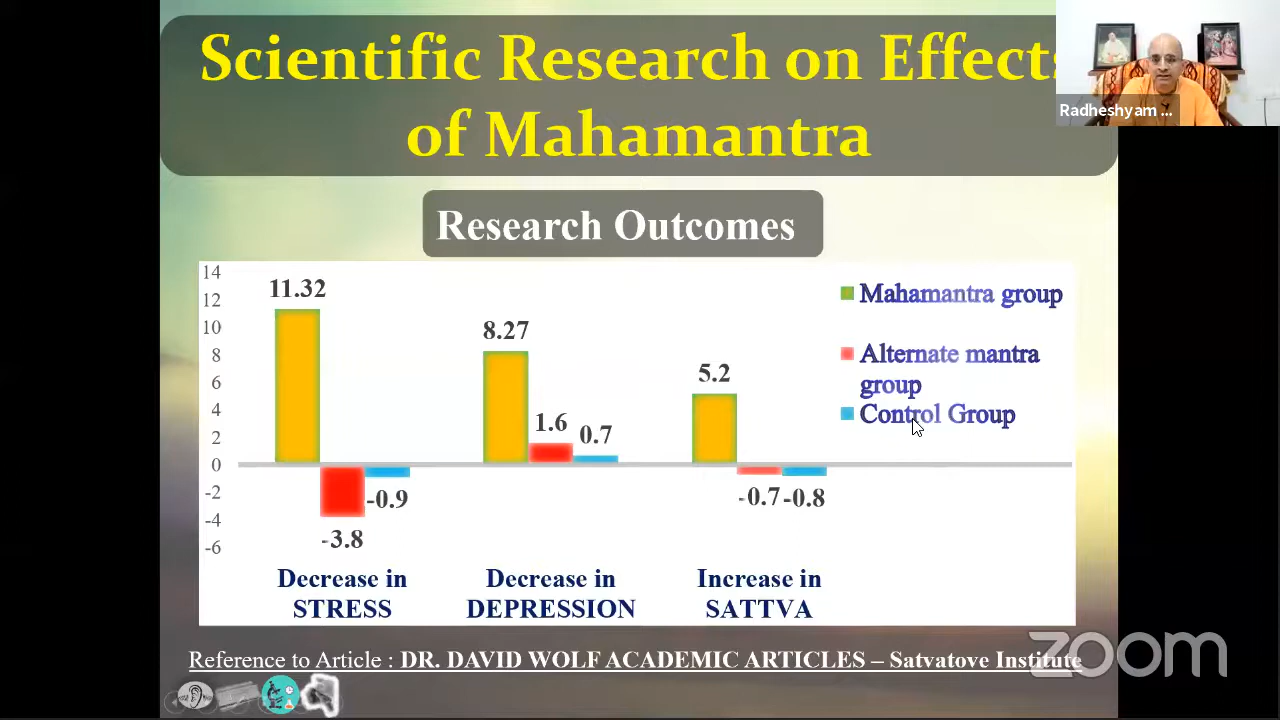 Scientific Research on Effects
of Mahamantra
Radheshyam ...
Research Outcomes
14
12
10
8
6
4
2
0
-2
-4
-6
11.32
-3.8
-0.9
8.27
1.6
0.7
5.2
-0.7
-0.8
Mahamantra group
Alternate mantra
group
Control Group
Decrease in
STRESS
Decrease in
DEPRESSION
Increase in
SATTVA
Reference to Article : DR. DAVID WOLF ACADEMIC ARTICLES – Satvatove Institute
zoom